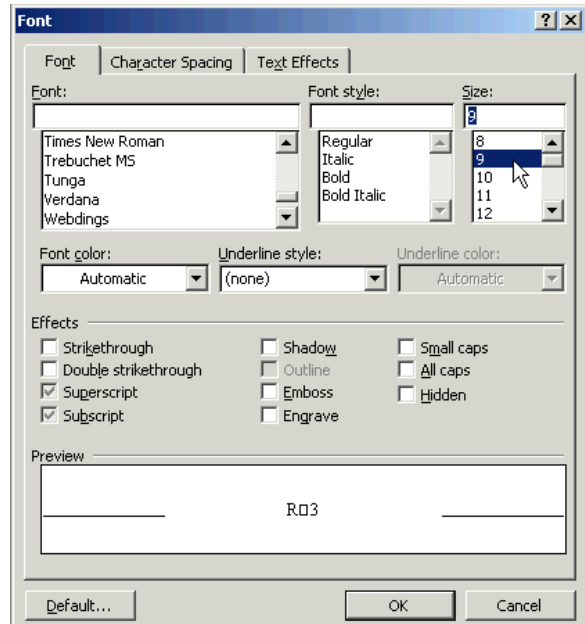 Font
Font Character Spacing Text Effects
Font: Font style: Size:
9
Times New Roman Regular 8
Trebuchet MS Italic 9
Tunga Bold 10
Verdana Bold Italic 11
Webdings 12
Font color: Underline style: Underline color:
Automatic (none) Automatic
Effects
Strikethrough Shadow Small caps
Double strikethrough Outline All caps
Superscript Emboss Hidden
Subscript Engrave
Preview
R□3
Default... OK Cancel